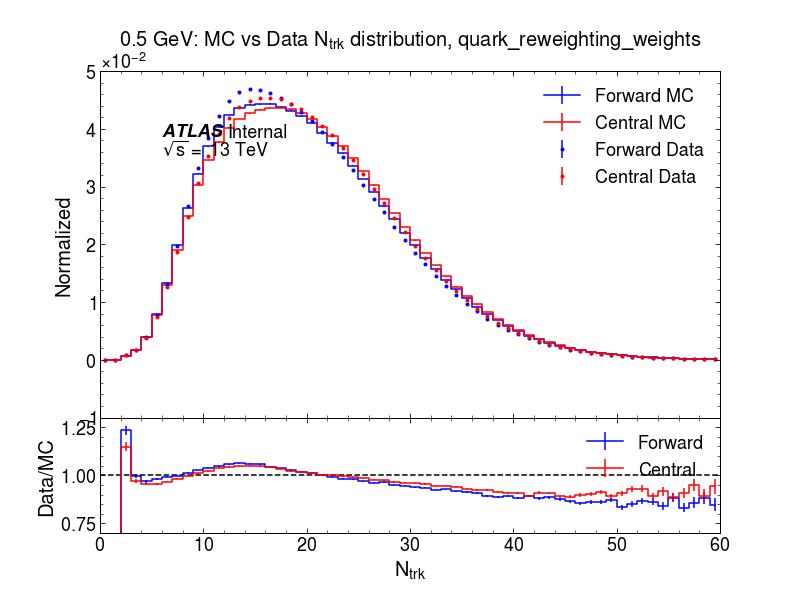 0.5 GeV: MC vs Data N_trk distribution, quark_reweighting_weights
×10⁻²
5
4
3
2
1
0
−1
Normalized
ATLAS Internal
√s = 13 TeV
Forward MC
Central MC
Forward Data
Central Data
1.25
1.00
0.75
Data/MC
Forward
Central
0 10 20 30 40 50 60
N_trk